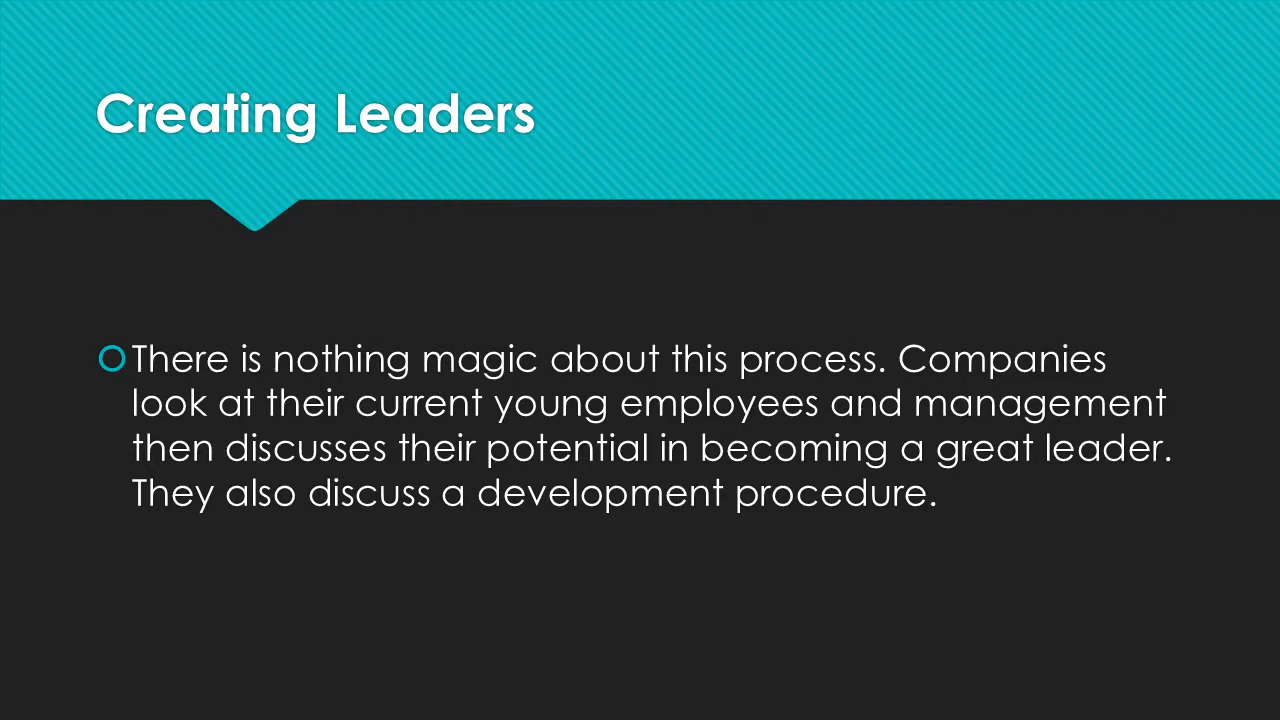 Creating Leaders
There is nothing magic about this process. Companies
look at their current young employees and management
then discusses their potential in becoming a great leader.
They also discuss a development procedure.